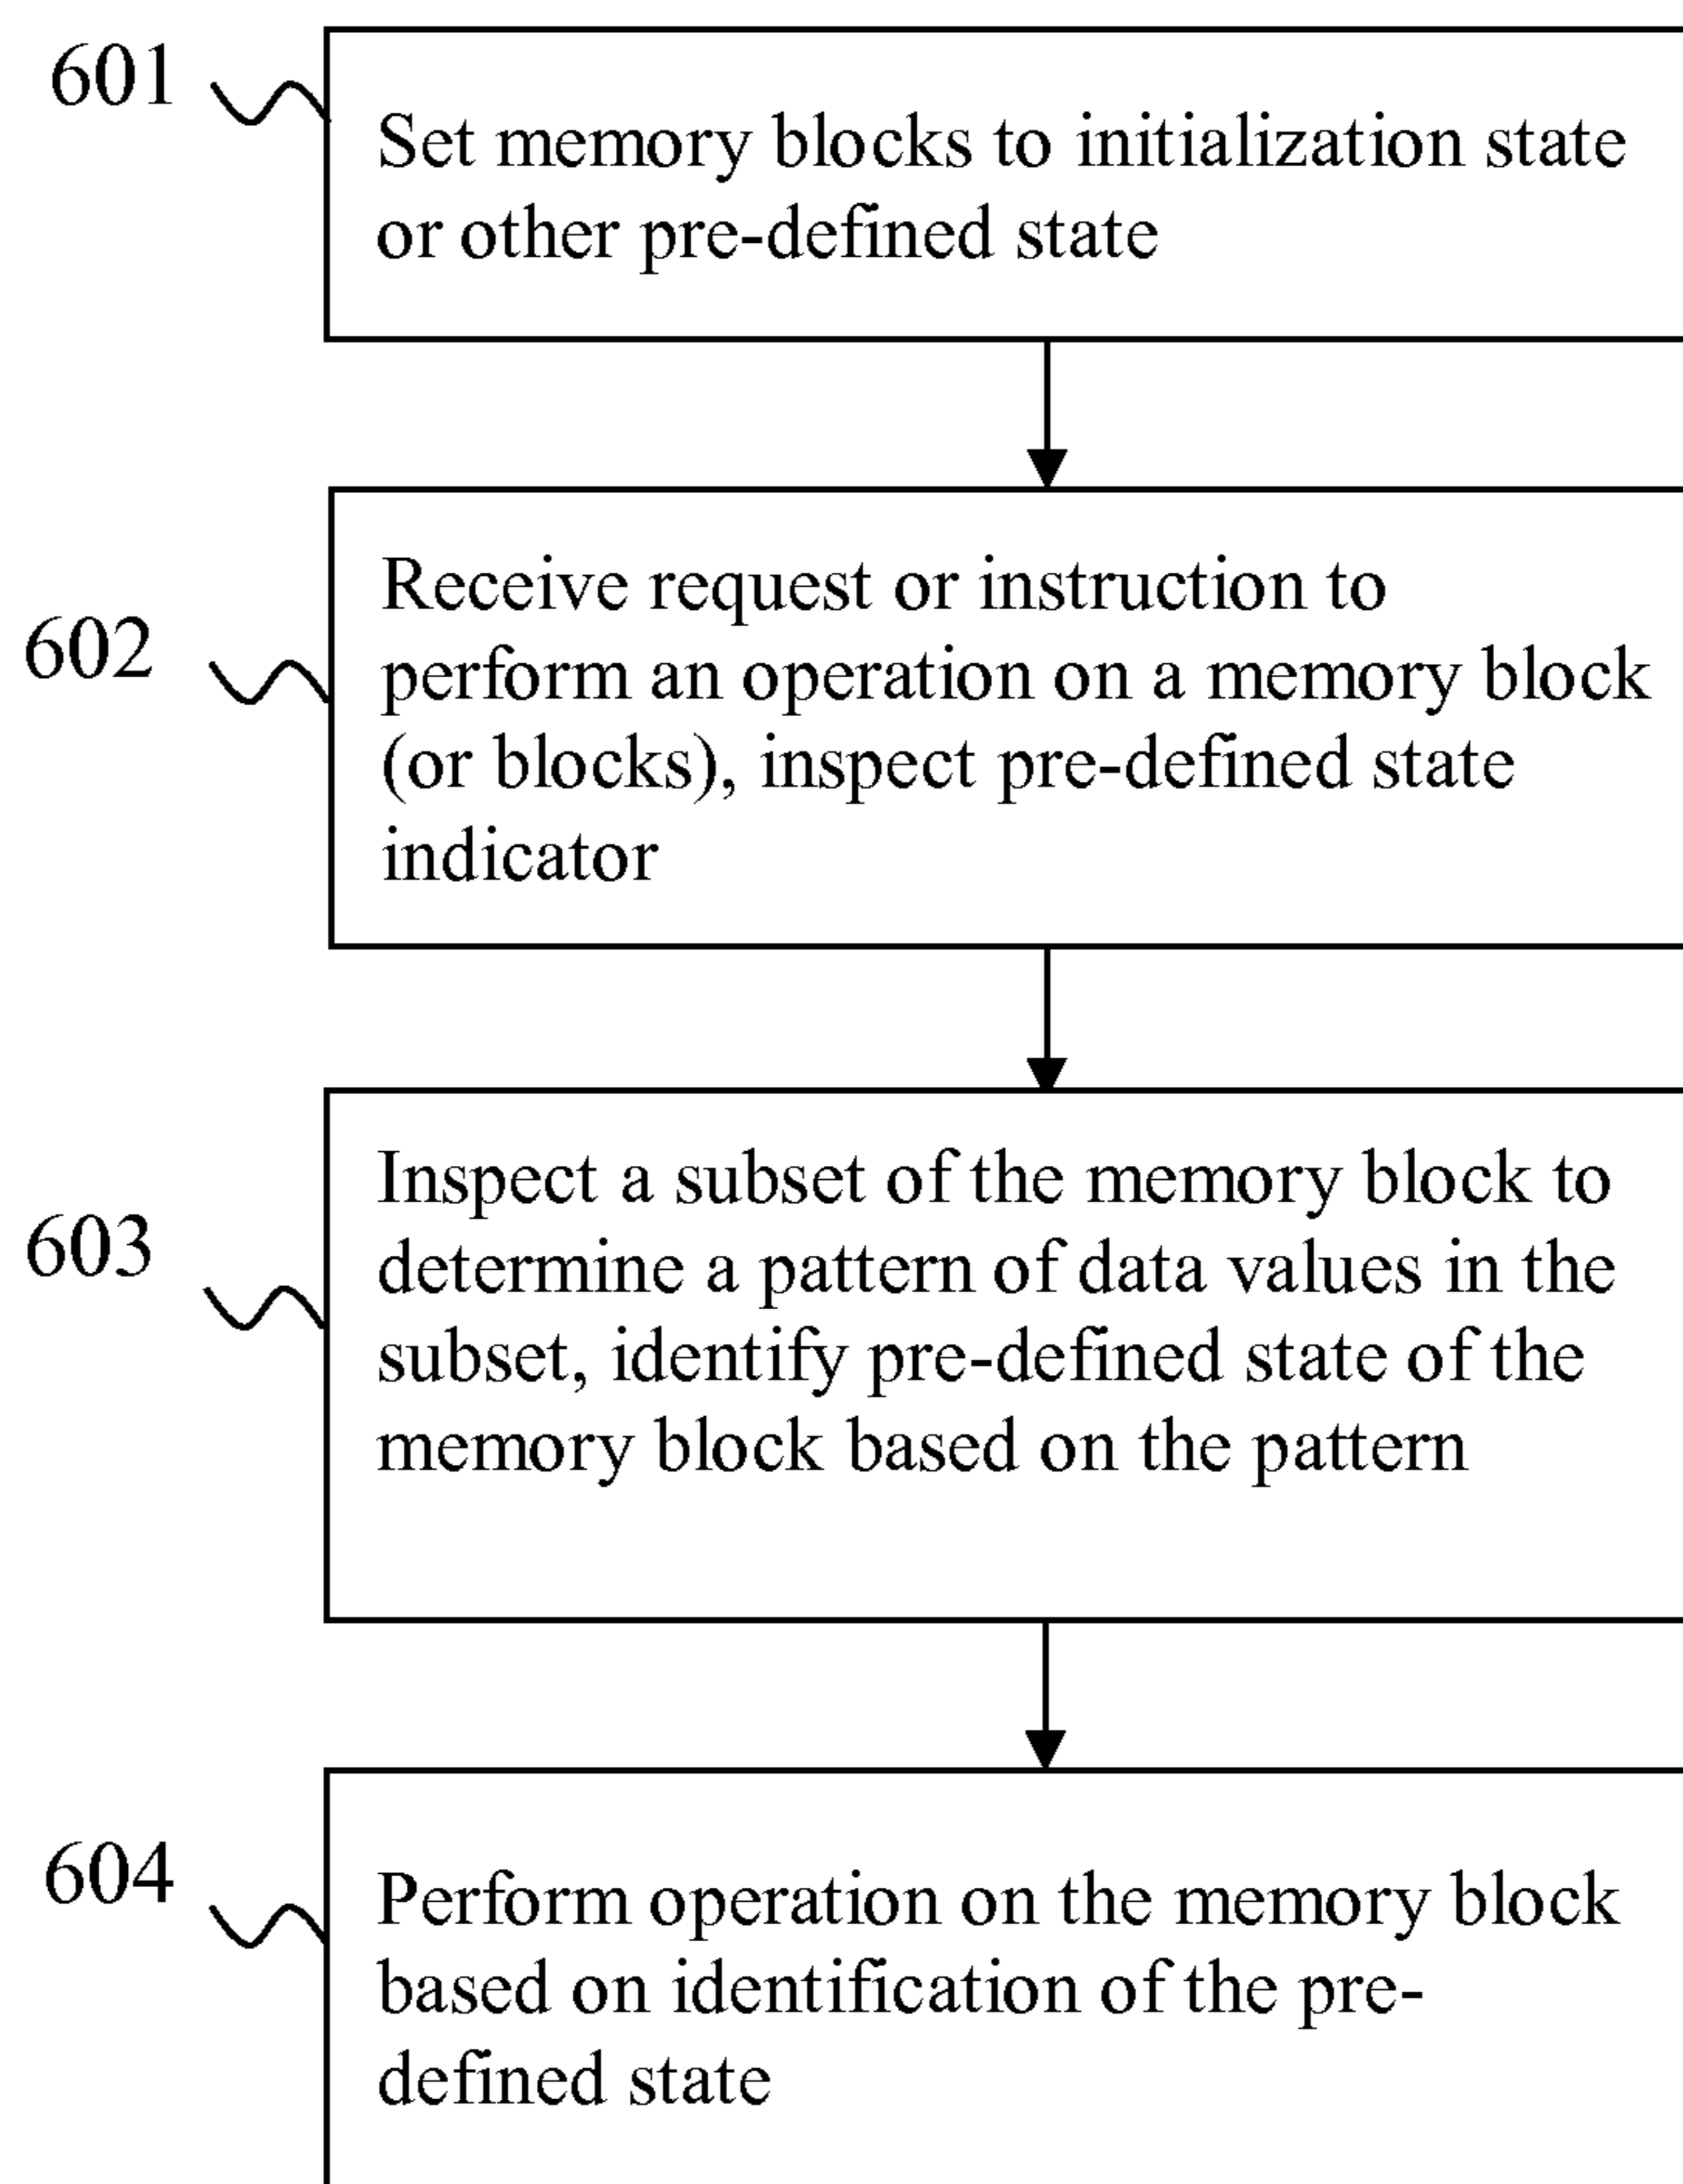 601
Set memory blocks to initialization state
or other pre-defined state
602
Receive request or instruction to
perform an operation on a memory block
(or blocks), inspect pre-defined state
indicator
603
Inspect a subset of the memory block to
determine a pattern of data values in the
subset, identify pre-defined state of the
memory block based on the pattern
604
Perform operation on the memory block
based on identification of the pre-
defined state